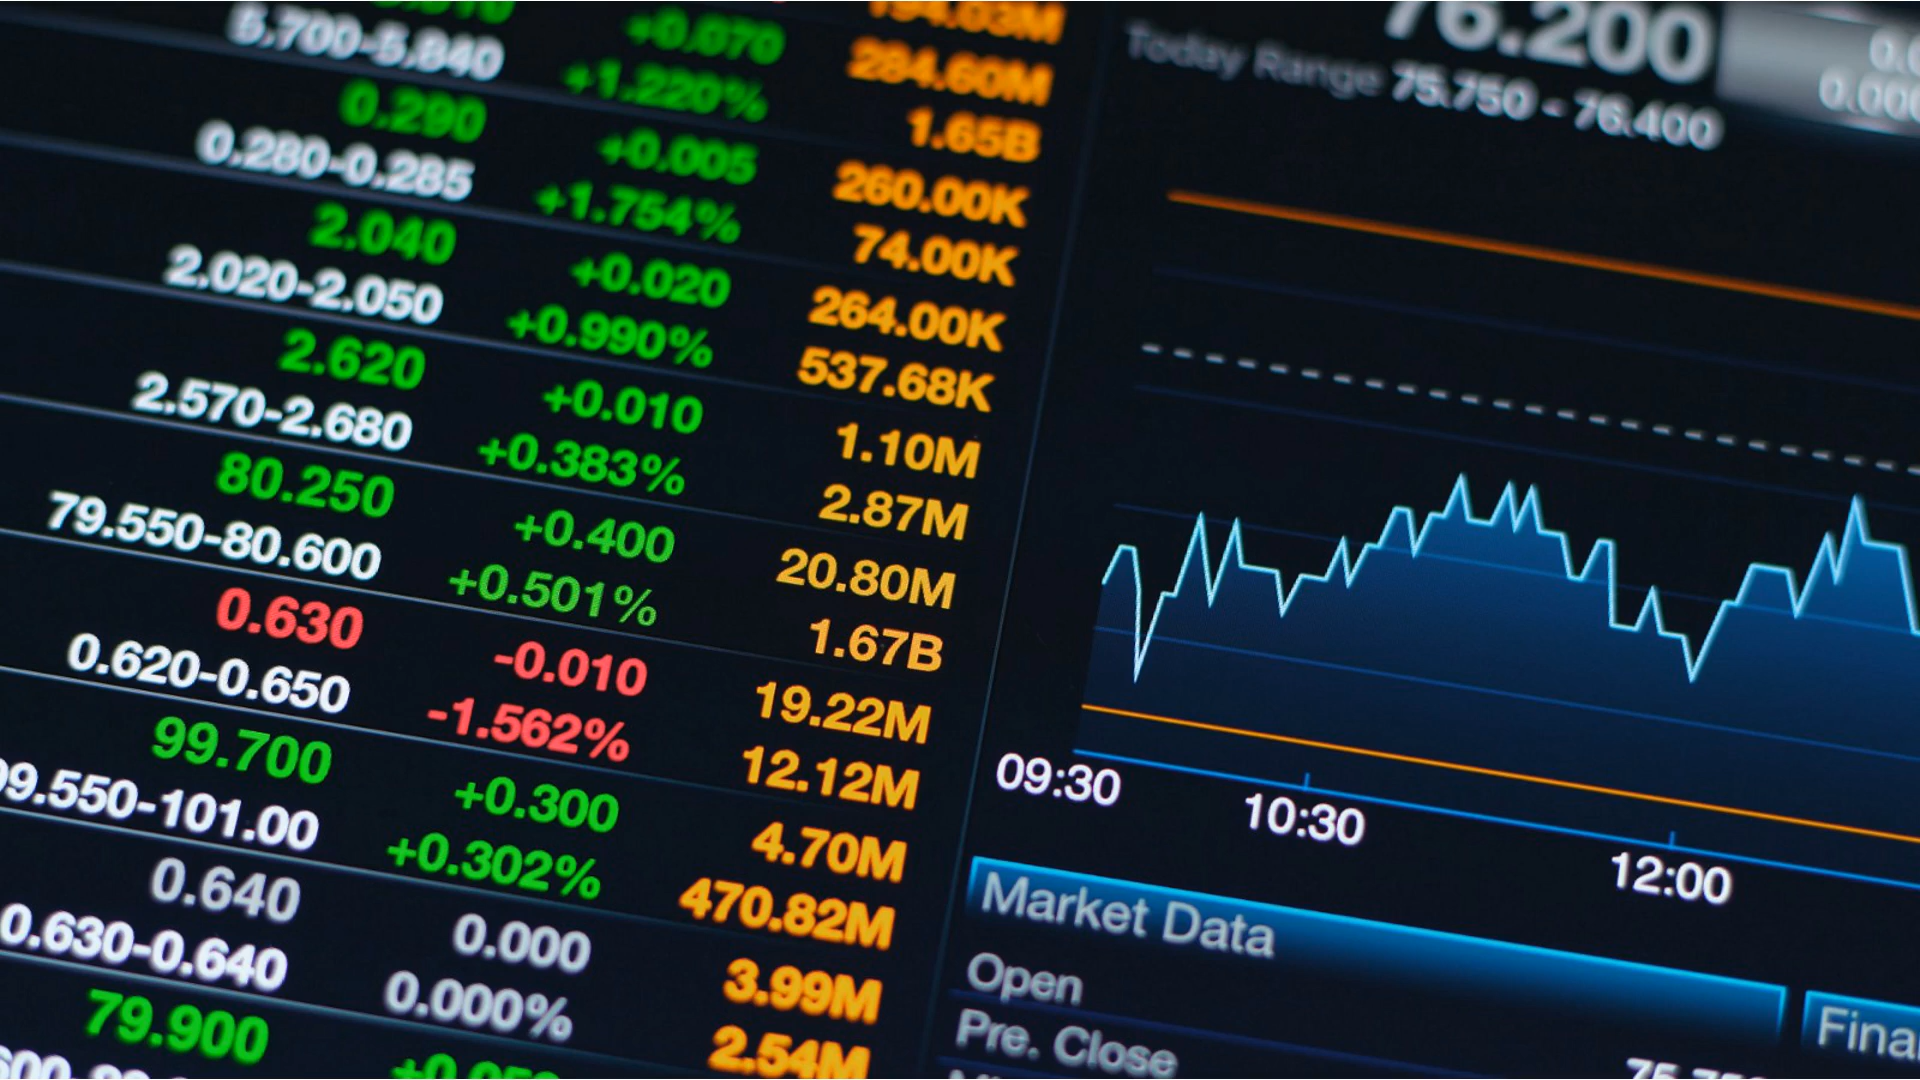 +0.070
194.03M
5.700-5.840
+1.220%
284.60M
0.290
+0.005
1.65B
0.280-0.285
+1.754%
260.00K
2.040
+0.020
74.00K
2.020-2.050
+0.990%
264.00K
2.620
+0.010
537.68K
2.570-2.680
+0.383%
1.10M
80.250
+0.400
2.87M
79.550-80.600
+0.501%
20.80M
0.630
-0.010
1.67B
0.620-0.650
-1.562%
19.22M
99.700
+0.300
12.12M
99.550-101.00
+0.302%
4.70M
0.640
0.000
470.82M
0.630-0.640
0.000%
3.99M
79.900
2.54M
76.200
Today Range 75.750 - 76.400
09:30
10:30
12:00
Market Data
Open
Pre. Close